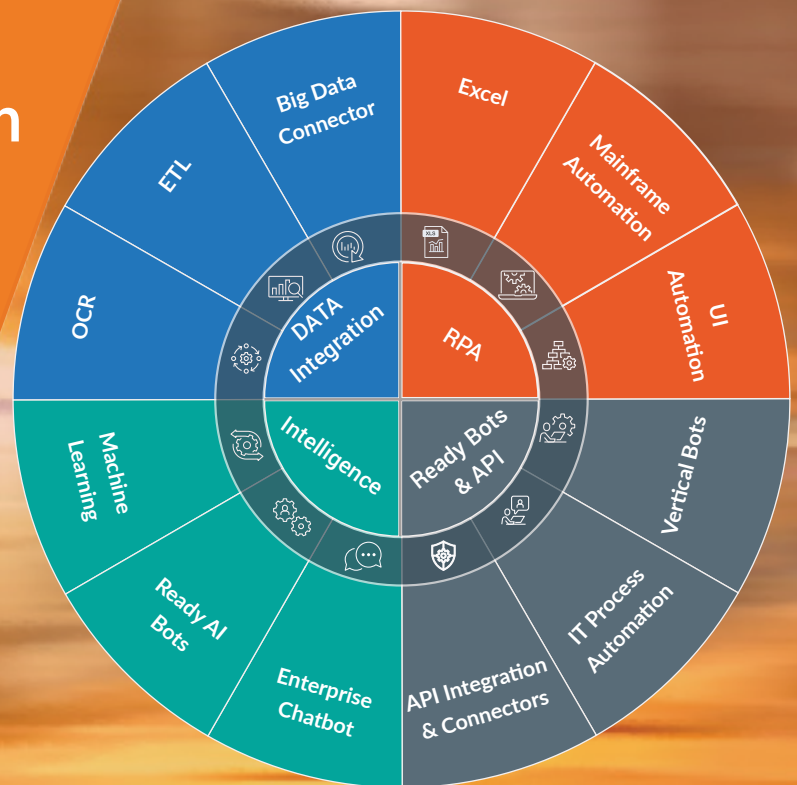 n
Big Data
Connector
Excel
Mainframe
Automation
UI
Automation
Vertical Bots
IT Process
Automation
API Integration
& Connectors
Enterprise
Chatbot
Ready AI
Bots
Machine
Learning
OCR
ETL
XLS
A
DATA
Integration
RPA
Ready Bots
& API
Intelligence